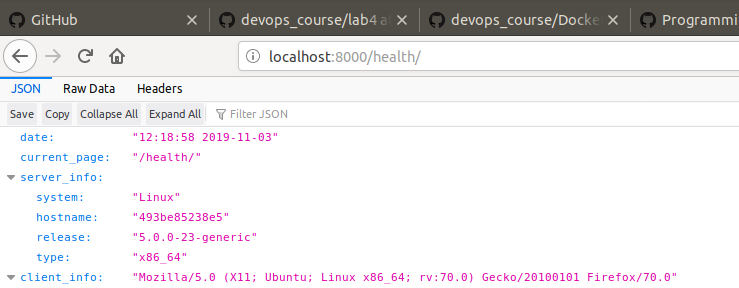 GitHub devops_course/lab4 a devops_course/Docke Programmi
localhost:8000/health/
JSON Raw Data Headers
Save Copy Collapse All Expand All Filter JSON
date: "12:18:58 2019-11-03"
current_page: "/health/"
server_info:
system: "Linux"
hostname: "493be85238e5"
release: "5.0.0-23-generic"
type: "x86_64"
client_info: "Mozilla/5.0 (X11; Ubuntu; Linux x86_64; rv:70.0) Gecko/20100101 Firefox/70.0"